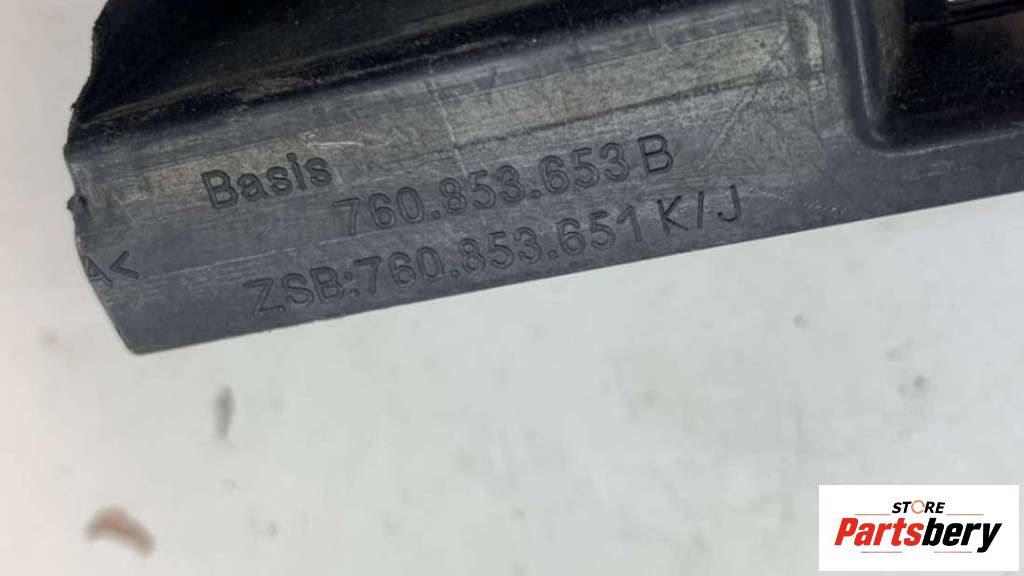 Basis
760.853.653 B
ZSB:760.853.651 K/J
A<
STORE
Partsbery